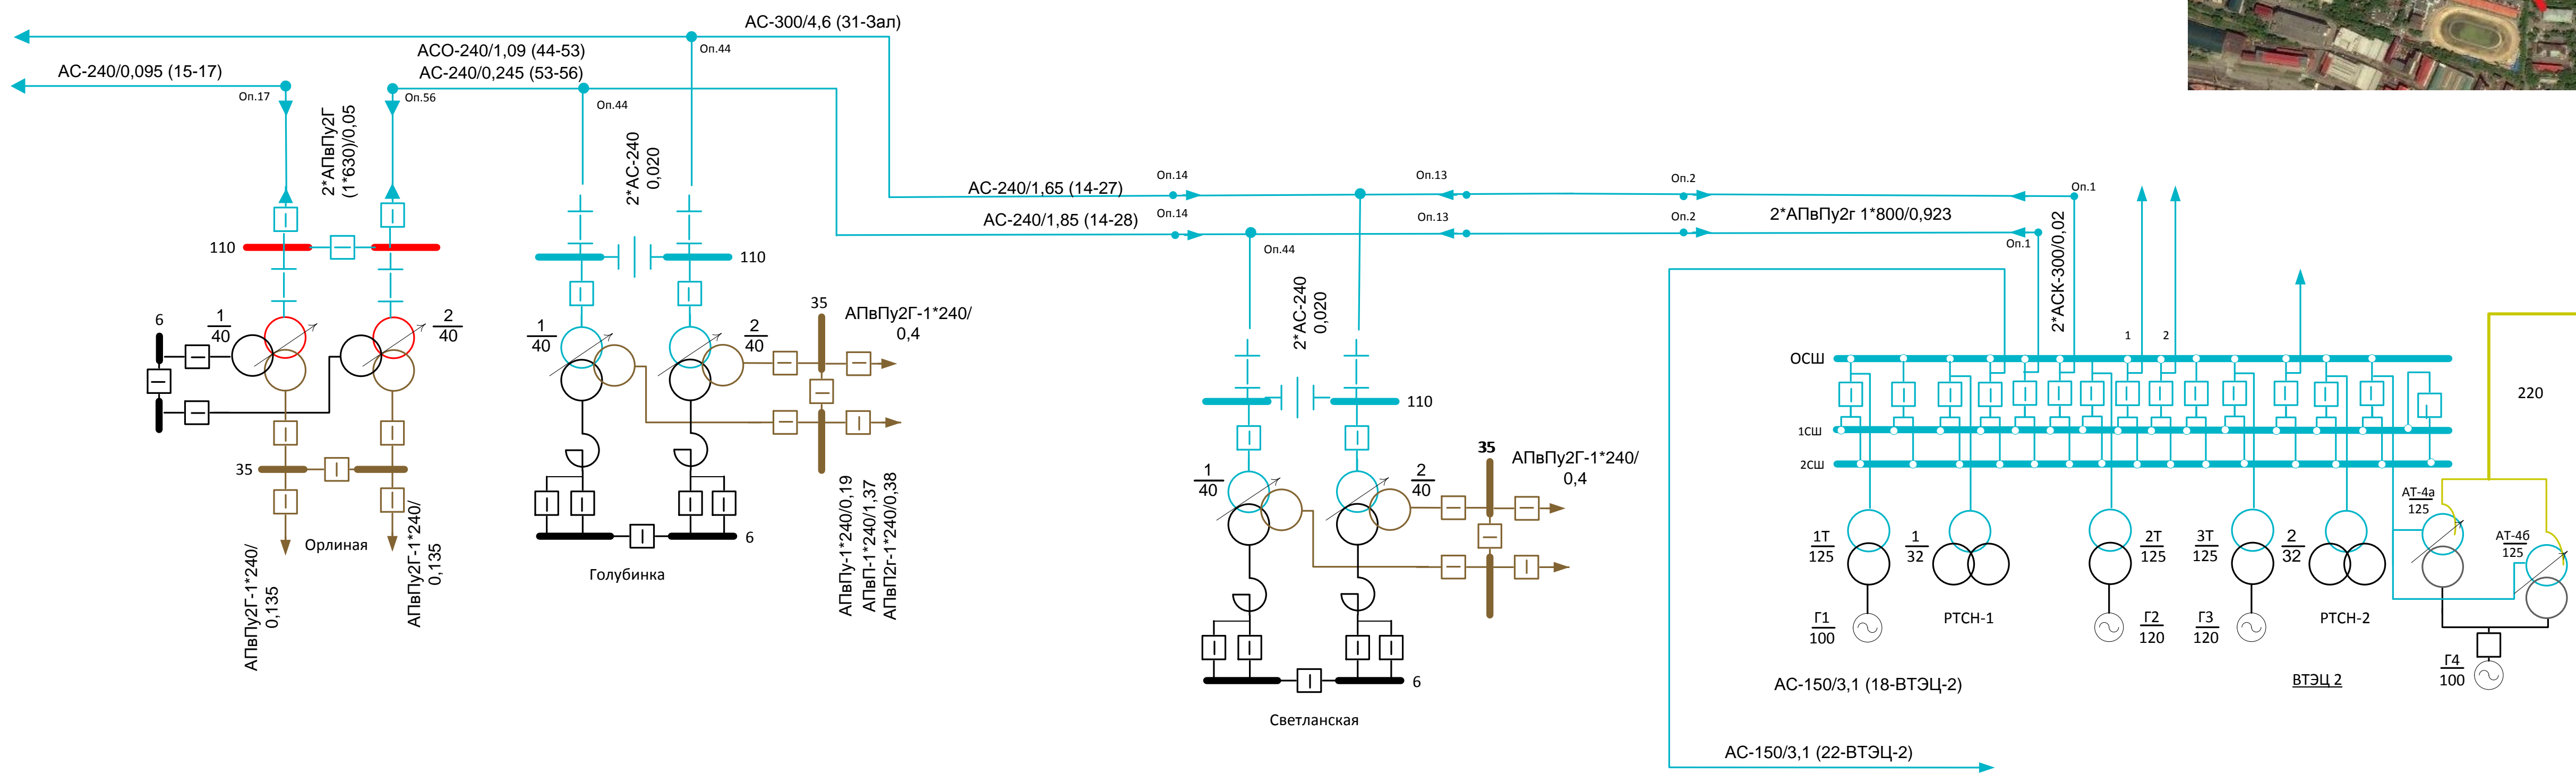 АС-300/4,6 (31-Зал)
Оп.44
АСО-240/1,09 (44-53)
АС-240/0,245 (53-56)
АС-240/0,095 (15-17)
Оп.17
Оп.56
Оп.44
2*АПвПу2Г
(1*630)/0,05
2*АС-240
0,020
110
110
6
1
40
2
40
35
Орлиная
АПвПу2Г-1*240/
0,135
АПвПу2Г-1*240/
0,135
1
40
2
40
35
АПвПу2Г-1*240/
0,4
6
Голубинка
АПвПу-1*240/0,19
АПвП-1*240/1,37
АПвП2г-1*240/0,38
АС-240/1,65 (14-27)
Оп.14
Оп.13
Оп.2
Оп.1
АС-240/1,85 (14-28)
Оп.14
Оп.13
Оп.2
2*АПвПу2г 1*800/0,923
Оп.1
Оп.44
2*АС-240
0,020
2*АСК-300/0,02
110
1
40
2
40
35
АПвПу2Г-1*240/
0,4
6
Светланская
1
2
ОСШ
1СШ
2СШ
220
1Т
125
1
32
2Т
125
3Т
125
2
32
АТ-4а
125
АТ-4б
125
Г1
100
РТСН-1
Г2
120
Г3
120
РТСН-2
Г4
100
АС-150/3,1 (18-ВТЭЦ-2)
ВТЭЦ 2
АС-150/3,1 (22-ВТЭЦ-2)